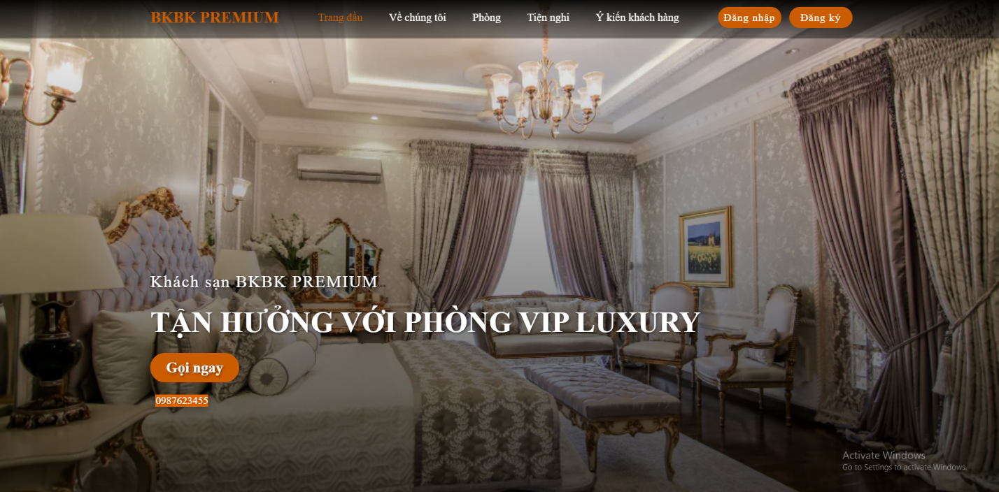 BKBK PREMIUM
Trang đầu
Về chúng tôi
Phòng
Tiện nghi
Ý kiến khách hàng
Đăng nhập
Đăng ký
Khách sạn BKBK PREMIUM
TẬN HƯỞNG VỚI PHÒNG VIP LUXURY
Gọi ngay
0987623455
Activate Windows
Go to Settings to activate Windows.